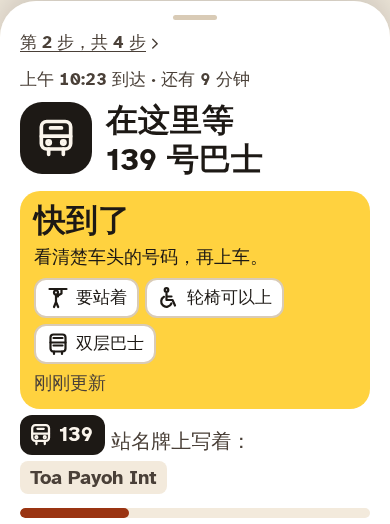 第 2 步，共 4 步
上午 10:23 到达 · 还有 9 分钟
在这里等
139 号巴士
快到了
看清楚车头的号码，再上车。
要站着
轮椅可以上
双层巴士
刚刚更新
139 站名牌上写着：
Toa Payoh Int